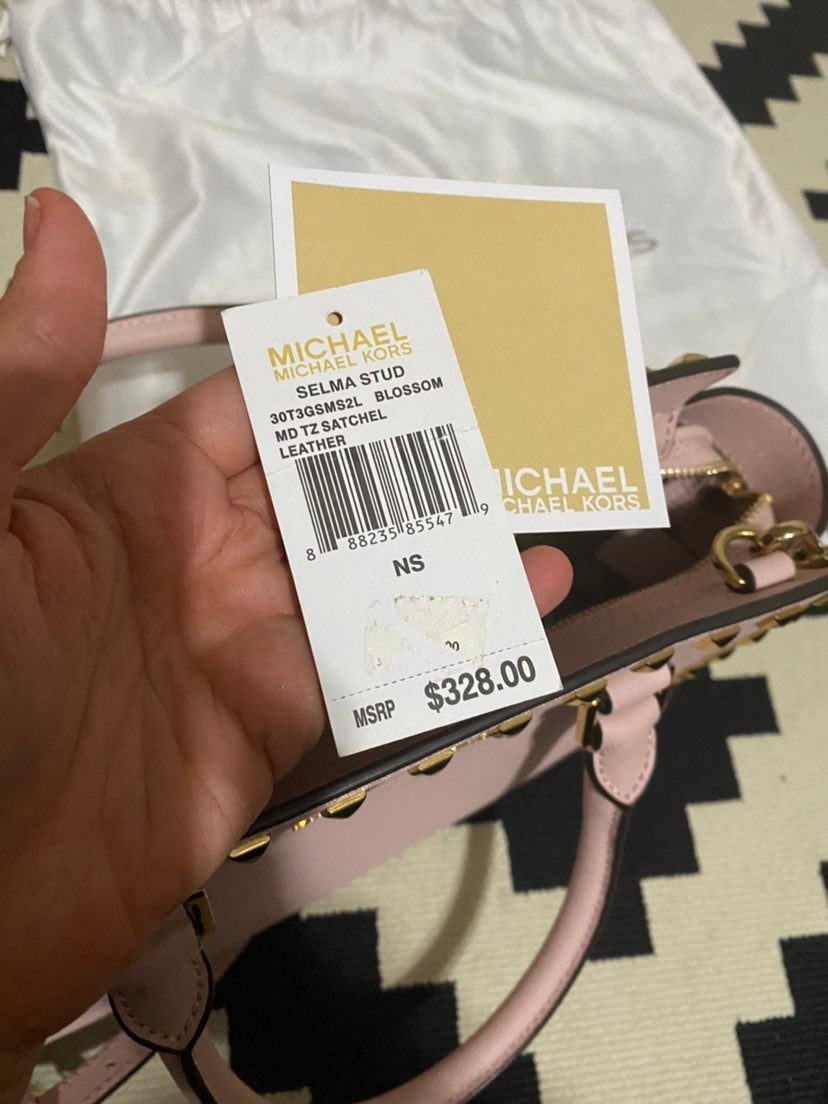 MICHAEL
MICHAEL KORS
SELMA STUD
30T3GSMS2L BLOSSOM
MD TZ SATCHEL
LEATHER
8 88235 85547 9
NS
MSRP $328.00
MICHAEL
MICHAEL KORS